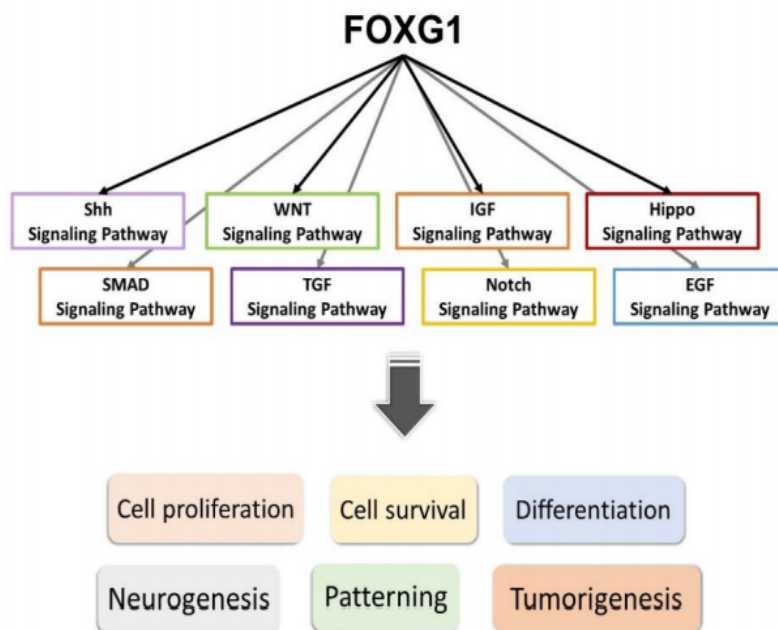 FOXG1
Shh
Signaling Pathway
WNT
Signaling Pathway
IGF
Signaling Pathway
Hippo
Signaling Pathway
SMAD
Signaling Pathway
TGF
Signaling Pathway
Notch
Signaling Pathway
EGF
Signaling Pathway
Cell proliferation
Cell survival
Differentiation
Neurogenesis
Patterning
Tumorigenesis